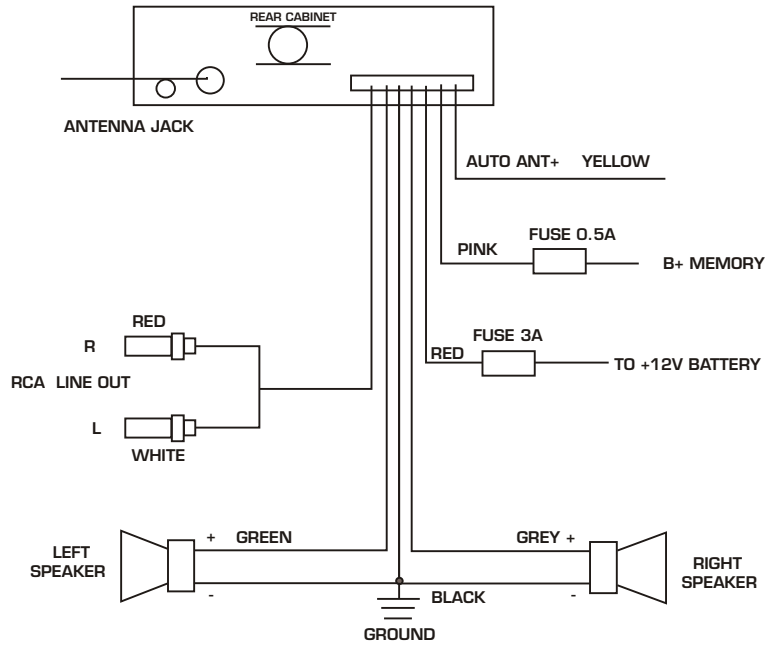 REAR CABINET
ANTENNA JACK
AUTO ANT+ YELLOW
FUSE 0.5A
PINK
B+ MEMORY
RED
FUSE 3A
R
RED
TO +12V BATTERY
RCA LINE OUT
L
WHITE
+ GREEN
GREY +
LEFT
SPEAKER
RIGHT
SPEAKER
-
BLACK
-
GROUND